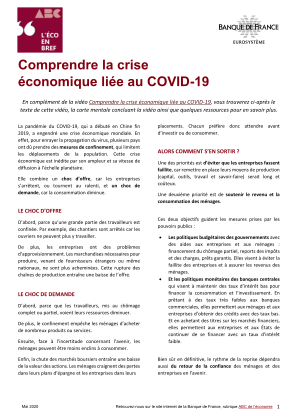 ABC
L'ÉCO
EN
BREF
BANQUE DE FRANCE
EUROSYSTÈME
Comprendre la crise
économique liée au COVID-19
En complément de la vidéo Comprendre la crise économique liée au COVID-19, vous trouverez ci-après le
texte de cette vidéo, la carte mentale concluant la vidéo ainsi que quelques ressources pour en savoir plus.
La pandémie du COVID-19, qui a débuté en Chine fin
2019, a engendré une crise économique mondiale. En
effet, pour enrayer la propagation du virus, plusieurs pays
ont dû prendre des mesures de confinement, qui limitent
les déplacements de la population. Cette crise
économique est inédite par son ampleur et sa vitesse de
diffusion à l'échelle planétaire.
Elle combine un choc d'offre, car les entreprises
s'arrêtent, ou tournent au ralenti, et un choc de
demande, car la consommation diminue.
LE CHOC D'OFFRE
D'abord, parce qu'une grande partie des travailleurs est
confinée. Par exemple, des chantiers sont arrêtés car les
ouvriers ne peuvent plus y travailler.
De plus, les entreprises ont des problèmes
d'approvisionnement. Les marchandises nécessaires pour
produire, venant de fournisseurs étrangers ou même
nationaux, ne sont plus acheminées. Cette rupture des
chaînes de production entraîne une baisse de l'offre.
LE CHOC DE DEMANDE
D'abord, parce que les travailleurs, mis au chômage
complet ou partiel, voient leurs ressources diminuer.
De plus, le confinement empêche les ménages d'acheter
de nombreux produits ou services.
Ensuite, face à l'incertitude concernant l'avenir, les
ménages peuvent être moins enclins à consommer.
Enfin, la chute des marchés boursiers entraîne une baisse
de la valeur des actions. Les ménages craignent des pertes
dans leurs plans d'épargne et les entreprises dans leurs
placements. Chacun préfère donc attendre avant
d'investir ou de consommer.
ALORS COMMENT S'EN SORTIR ?
Une des priorités est d'éviter que les entreprises fassent
faillite, car remettre en place leurs moyens de production
(capital, outils, travail et savoir-faire) serait long et
coûteux.
Une deuxième priorité est de soutenir le revenu et la
consommation des ménages.
Ces deux objectifs guident les mesures prises par les
pouvoirs publics :
• Les politiques budgétaires des gouvernements avec
des aides aux entreprises et aux ménages :
financement du chômage partiel, reports des impôts
et des charges, prêts garantis. Elles visent à éviter la
faillite des entreprises et à assurer les revenus des
ménages.
• Et les politiques monétaires des banques centrales
qui visent à maintenir des taux d'intérêt bas pour
financer la consommation et l'investissement. En
prêtant à des taux très faibles aux banques
commerciales, elles permettent aux ménages et aux
entreprises d'obtenir des crédits avec des taux bas.
Et en achetant des titres sur les marchés financiers,
elles permettent aux entreprises et aux États de
continuer de se financer avec un taux d'intérêt
faible.
Bien sûr en définitive, le rythme de la reprise dépendra
aussi du retour de la confiance des ménages et des
entreprises en l'avenir.
Mai 2020
Retrouvez-nous sur le site internet de la Banque de France, rubrique ABC de l'économie
1